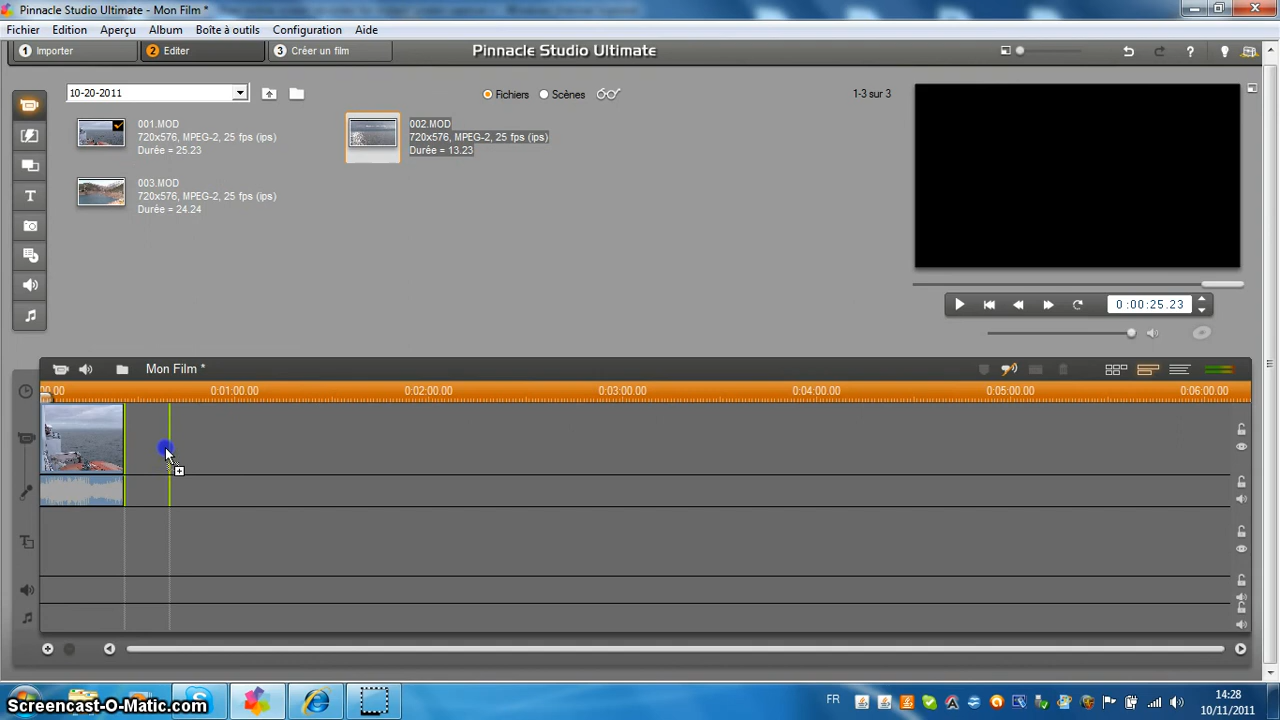 Pinnacle Studio Ultimate - Mon Film *
Fichier Edition Aperçu Album Boîte à outils Configuration Aide
1 Importer 2 Editer 3 Créer un film Pinnacle Studio Ultimate ?
10-20-2011 Fichiers Scènes 1-3 sur 3
001.MOD
720x576, MPEG-2, 25 fps (ips)
Durée = 25.23
002.MOD
720x576, MPEG-2, 25 fps (ips)
Durée = 13.23
003.MOD
720x576, MPEG-2, 25 fps (ips)
Durée = 24.24
T
0:00:25.23
Mon Film *
00.00 0:01:00.00 0:02:00.00 0:03:00.00 0:04:00.00 0:05:00.00 0:06:00.00
FR 14:28
10/11/2011
Screencast-O-Matic.com